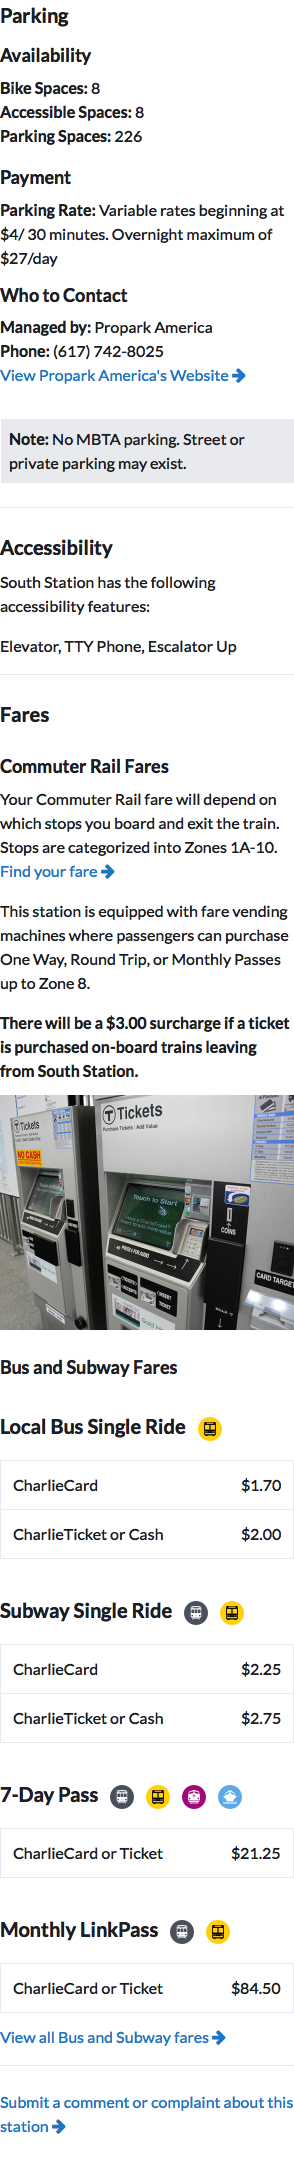 Parking
Availability
Bike Spaces: 8
Accessible Spaces: 8
Parking Spaces: 226
Payment
Parking Rate: Variable rates beginning at
$4/ 30 minutes. Overnight maximum of
$27/day
Who to Contact
Managed by: Propark America
Phone: (617) 742-8025
View Propark America's Website
Note: No MBTA parking. Street or
private parking may exist.
Accessibility
South Station has the following
accessibility features:
Elevator, TTY Phone, Escalator Up
Fares
Commuter Rail Fares
Your Commuter Rail fare will depend on
which stops you board and exit the train.
Stops are categorized into Zones 1A-10.
Find your fare
This station is equipped with fare vending
machines where passengers can purchase
One Way, Round Trip, or Monthly Passes
up to Zone 8.
There will be a $3.00 surcharge if a ticket
is purchased on-board trains leaving
from South Station.
T Tickets
NO CASH
T Tickets
Purchase Tickets / Add Value
Touch to Start
COINS
CARD TARGET
Bus and Subway Fares
Local Bus Single Ride
CharlieCard $1.70
CharlieTicket or Cash $2.00
Subway Single Ride
CharlieCard $2.25
CharlieTicket or Cash $2.75
7-Day Pass
CharlieCard or Ticket $21.25
Monthly LinkPass
CharlieCard or Ticket $84.50
View all Bus and Subway fares
Submit a comment or complaint about this
station